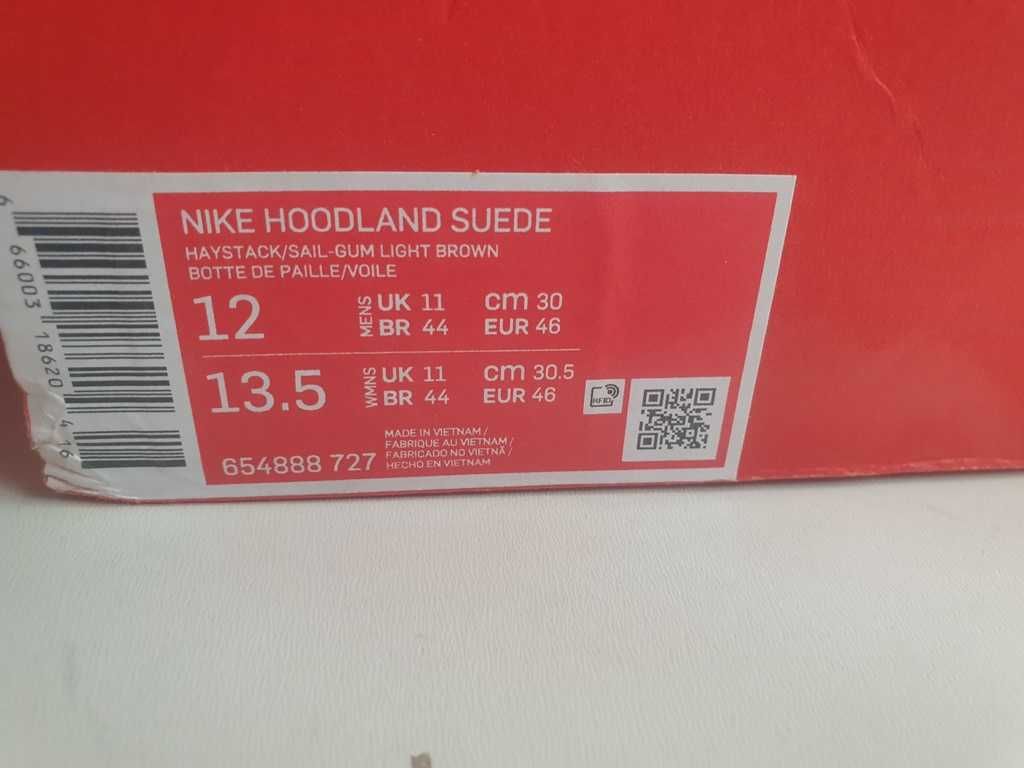 NIKE HOODLAND SUEDE
HAYSTACK/SAIL-GUM LIGHT BROWN
BOTTE DE PAILLE/VOILE
12 MENS UK 11 cm 30
BR 44 EUR 46
13.5 WMNS UK 11 cm 30.5
BR 44 EUR 46
RFID
MADE IN VIETNAM /
FABRIQUE AU VIETNAM /
FABRICADO NO VIETNÃ /
HECHO EN VIETNAM
654888 727
6 66003 18620 4 16